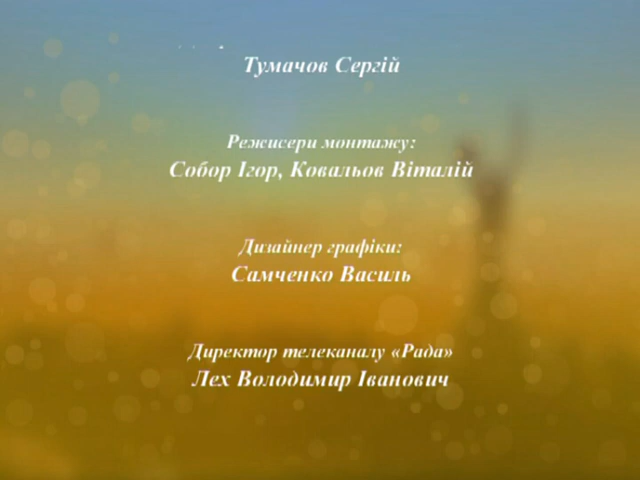 Тумачов Сергій
Режисери монтажу:
Собор Ігор, Ковальов Віталій
Дизайнер графіки:
Самченко Василь
Директор телеканалу «Рада»
Лех Володимир Іванович